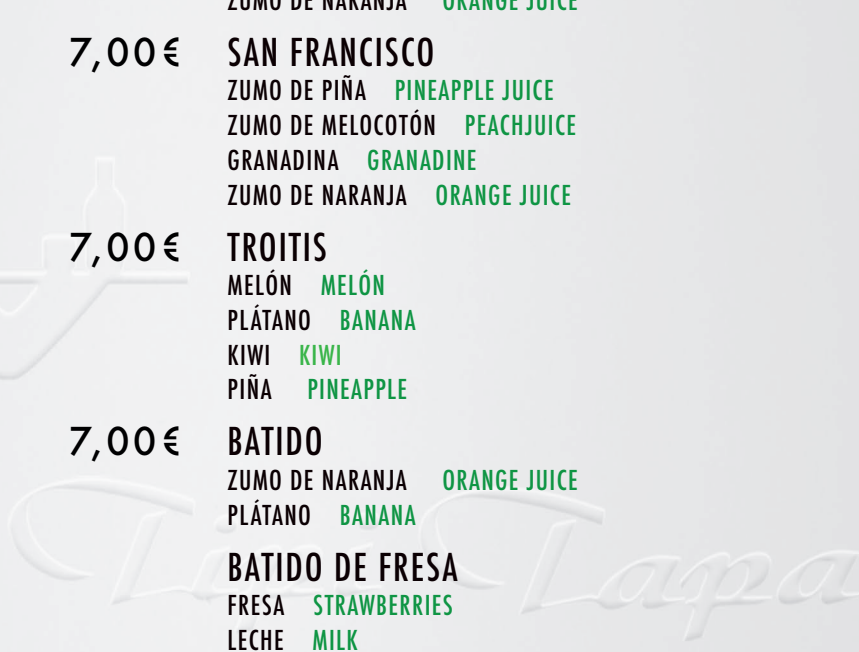 ZUMO DE NARANJA ORANGE JUICE
7,00€ SAN FRANCISCO
ZUMO DE PIÑA PINEAPPLE JUICE
ZUMO DE MELOCOTÓN PEACHJUICE
GRANADINA GRANADINE
ZUMO DE NARANJA ORANGE JUICE
7,00€ TROITIS
MELÓN MELÓN
PLÁTANO BANANA
KIWI KIWI
PIÑA PINEAPPLE
7,00€ BATIDO
ZUMO DE NARANJA ORANGE JUICE
PLÁTANO BANANA
Tipi Tapa
BATIDO DE FRESA
FRESA STRAWBERRIES
LECHE MILK